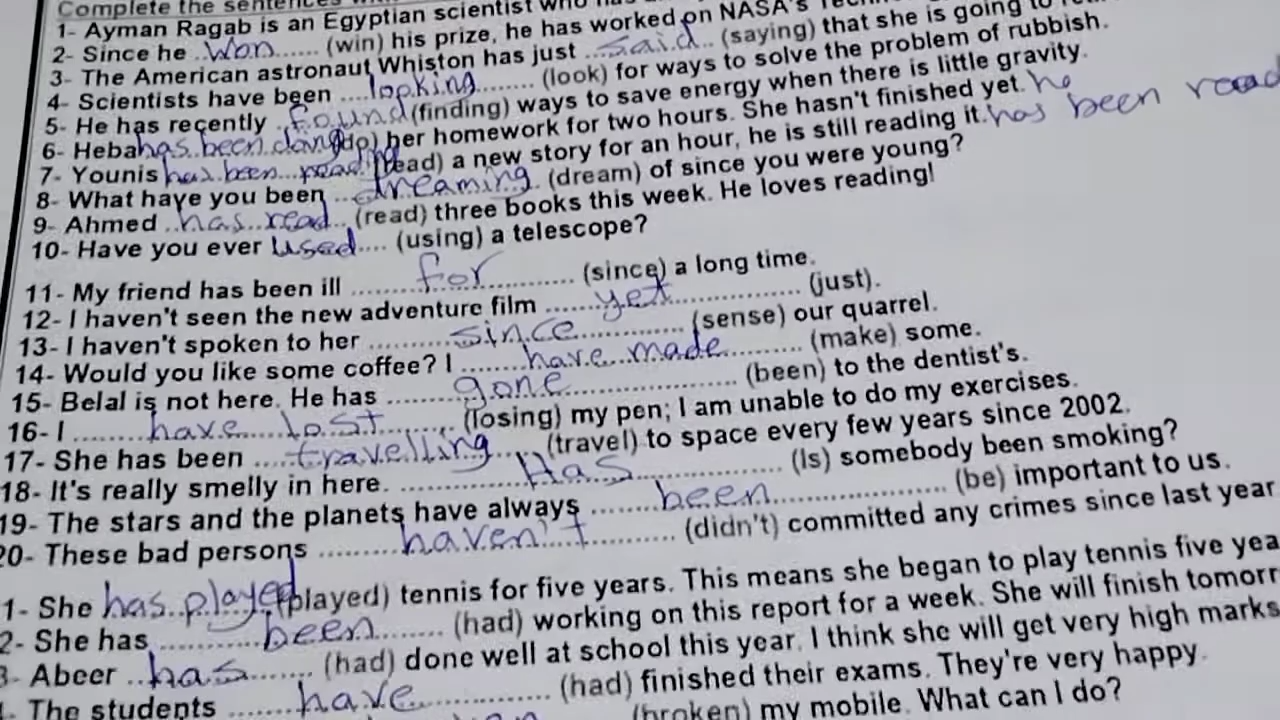 Complete the sentences
1- Ayman Ragab is an Egyptian scientist who has
2- Since he ..won...... (win) his prize, he has worked on NASA's
3- The American astronaut Whiston has just ..said.. (saying) that she is going to
4- Scientists have been ....looking........ (look) for ways to solve the problem of rubbish.
5- He has recently .found (finding) ways to save energy when there is little gravity.
6- Heba has been doing (do) her homework for two hours. She hasn't finished yet. he
7- Younis has been reading (read) a new story for an hour, he is still reading it. has been read
8- What have you been ...dreaming. (dream) of since you were young?
9- Ahmed ..has read... (read) three books this week. He loves reading!
10- Have you ever used.... (using) a telescope?
11- My friend has been ill ........for............ (since) a long time.
12- I haven't seen the new adventure film .......yet................ (just).
13- I haven't spoken to her ............since............... (sense) our quarrel.
14- Would you like some coffee? I ........have made.......... (make) some.
15- Belal is not here. He has .........gone..................... (been) to the dentist's.
16- I ..........have lost......... (losing) my pen; I am unable to do my exercises.
17- She has been .....travelling..... (travel) to space every few years since 2002.
18- It's really smelly in here. ..............Has.................. (Is) somebody been smoking?
19- The stars and the planets have always ........been..................... (be) important to us.
20- These bad persons .........haven't............ (didn't) committed any crimes since last year
1- She has played (played) tennis for five years. This means she began to play tennis five yea
2- She has ............been........ (had) working on this report for a week. She will finish tomorr
3- Abeer ..has....... (had) done well at school this year. I think she will get very high marks
The students ........have.............. (had) finished their exams. They're very happy.
(broken) my mobile. What can I do?